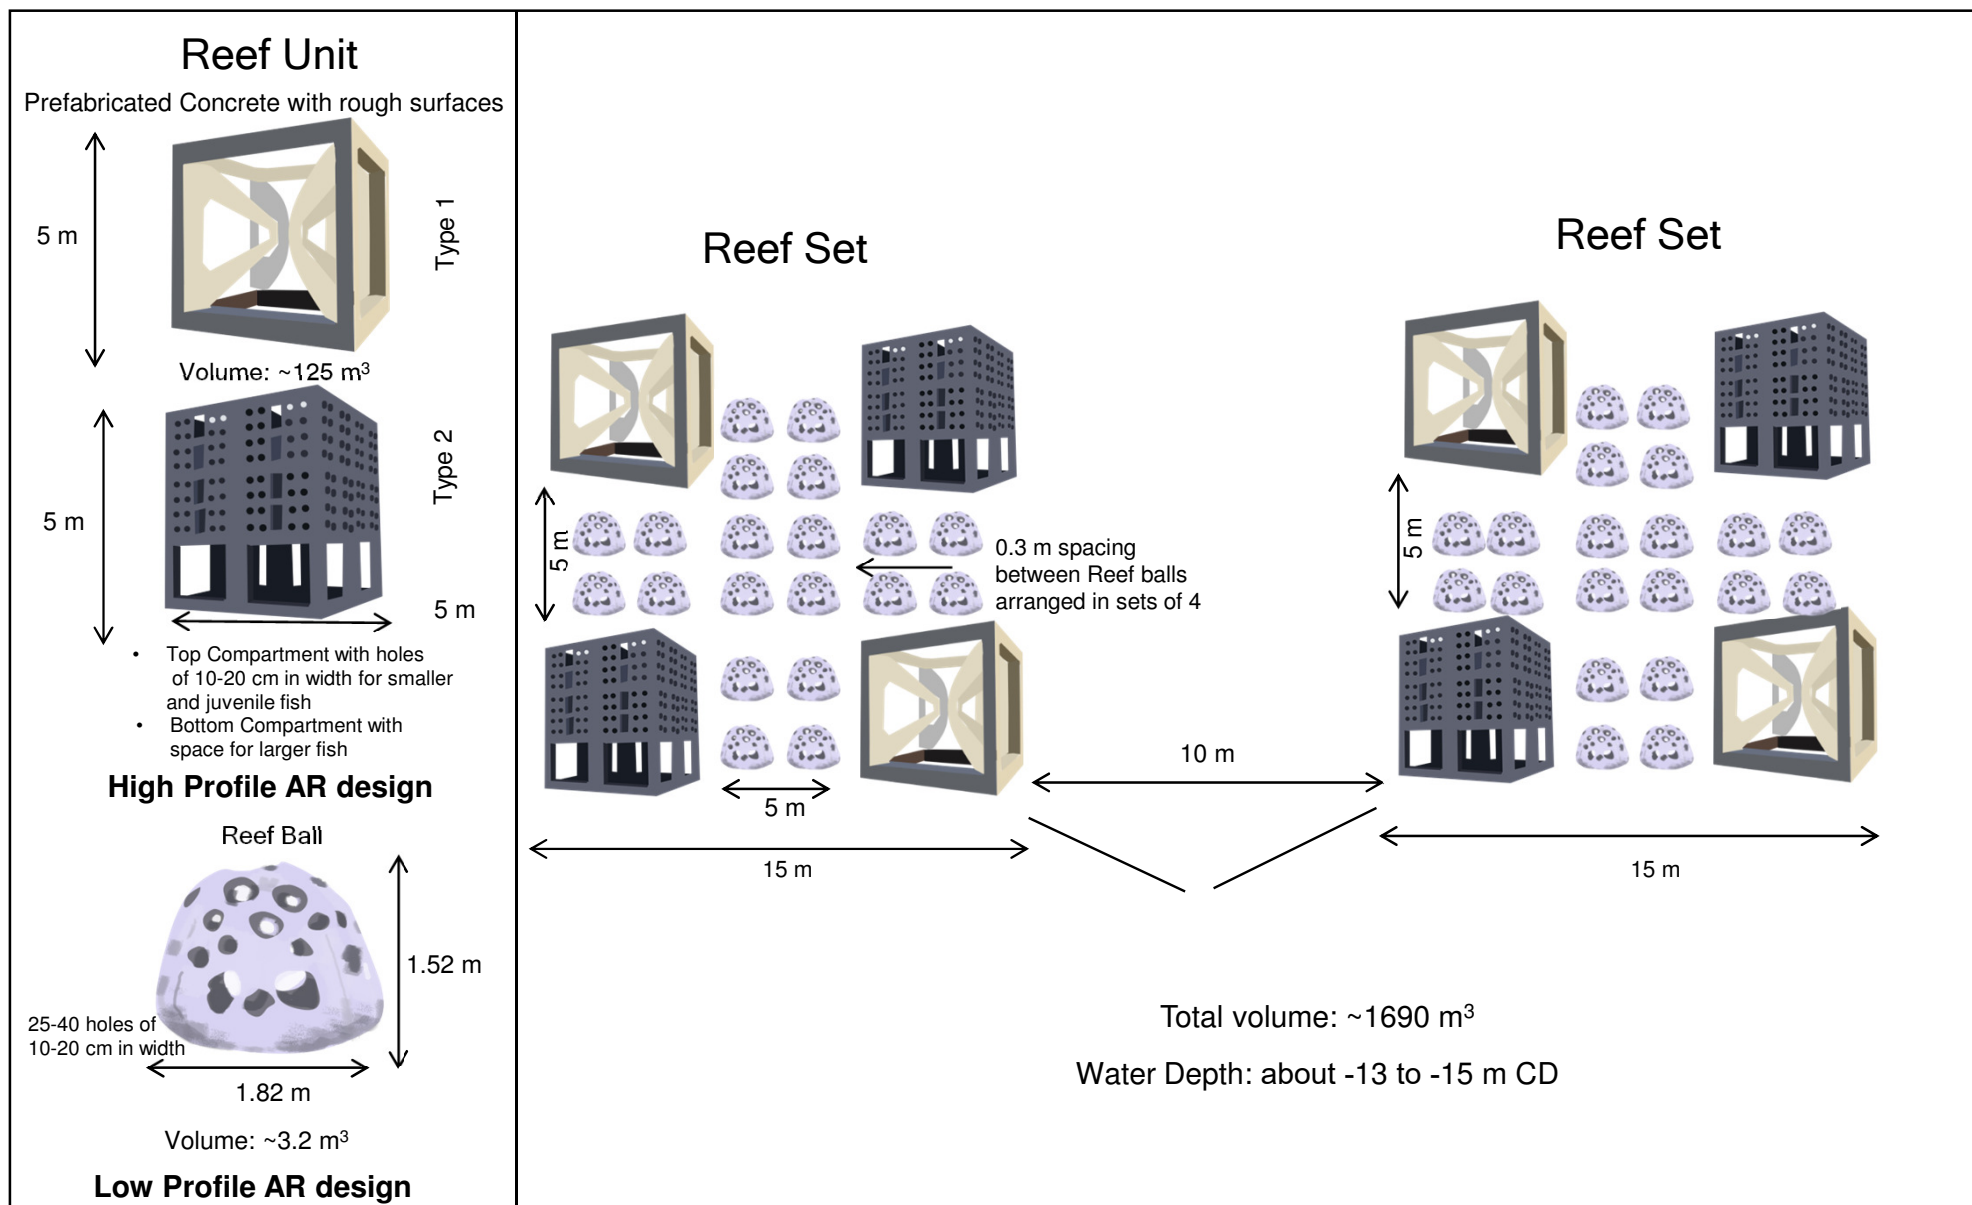 Reef Unit
Prefabricated Concrete with rough surfaces
5 m
Type 1
Volume: ~125 m³
5 m
Type 2
5 m
• Top Compartment with holes
of 10-20 cm in width for smaller
and juvenile fish
• Bottom Compartment with
space for larger fish
High Profile AR design
Reef Ball
1.52 m
25-40 holes of
10-20 cm in width
1.82 m
Volume: ~3.2 m³
Low Profile AR design
Reef Set
5 m
0.3 m spacing
between Reef balls
arranged in sets of 4
5 m
15 m
10 m
Reef Set
5 m
15 m
Total volume: ~1690 m³
Water Depth: about -13 to -15 m CD